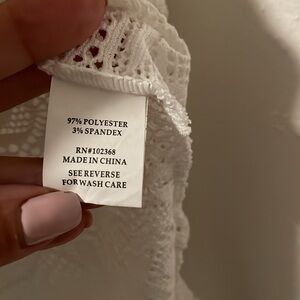 97% POLYESTER
3% SPANDEX
RN#102368
MADE IN CHINA
SEE REVERSE
FOR WASH CARE